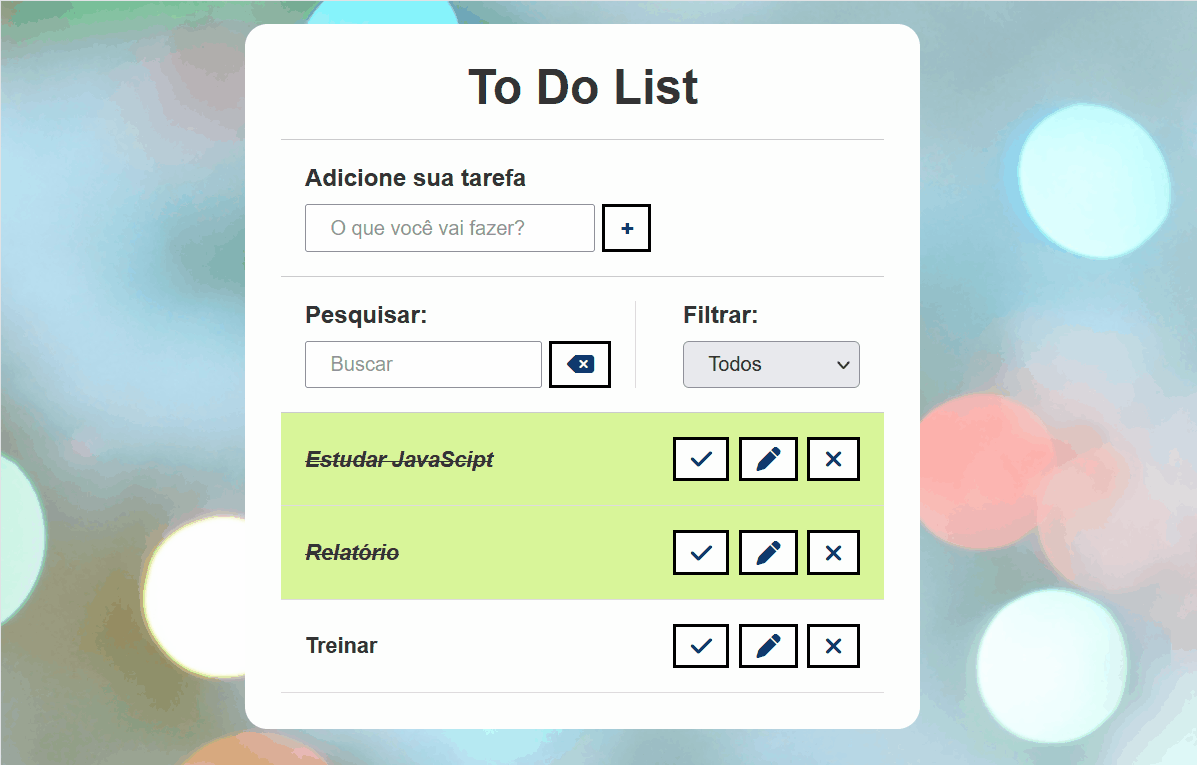 To Do List
Adicione sua tarefa
O que você vai fazer?
+
Pesquisar:
Filtrar:
Buscar
Todos
Estudar JavaScipt
Relatório
Treinar